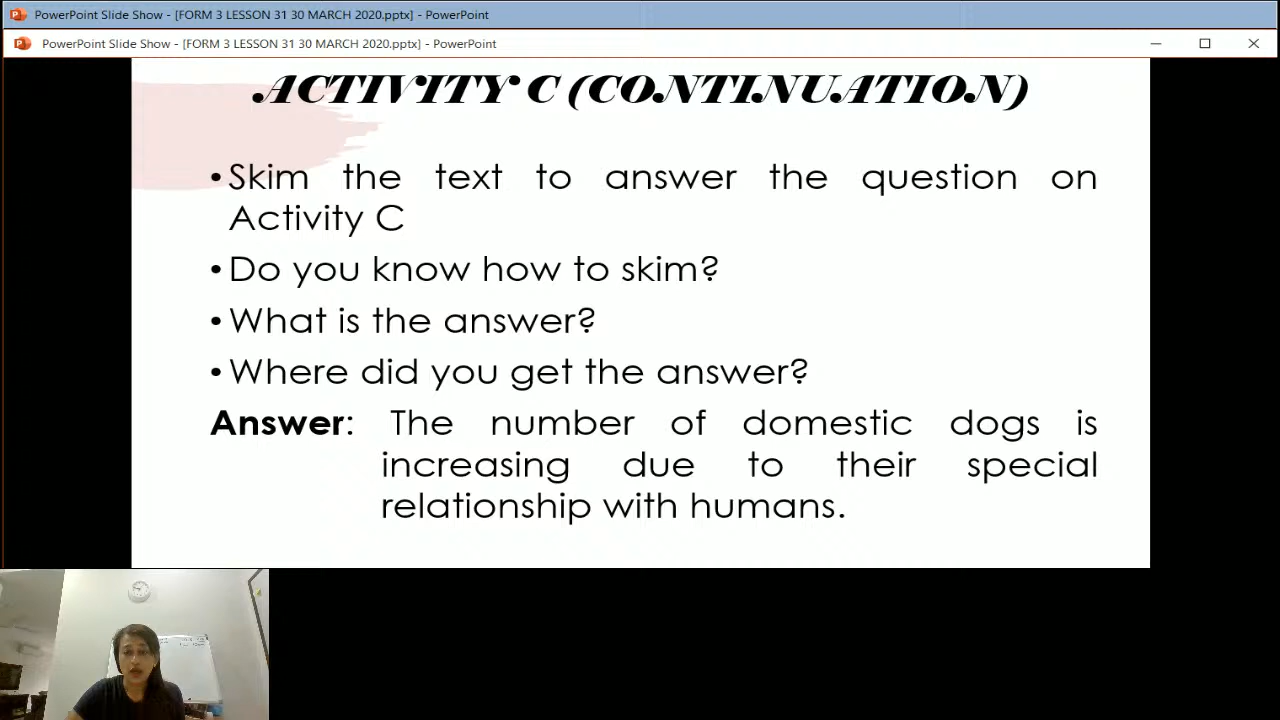 PowerPoint Slide Show - [FORM 3 LESSON 31 30 MARCH 2020.pptx] - PowerPoint
PowerPoint Slide Show - [FORM 3 LESSON 31 30 MARCH 2020.pptx] - PowerPoint
ACTIVITY C (CONTINUATION)
• Skim the text to answer the question on
Activity C
• Do you know how to skim?
• What is the answer?
• Where did you get the answer?
Answer: The number of domestic dogs is
increasing due to their special
relationship with humans.